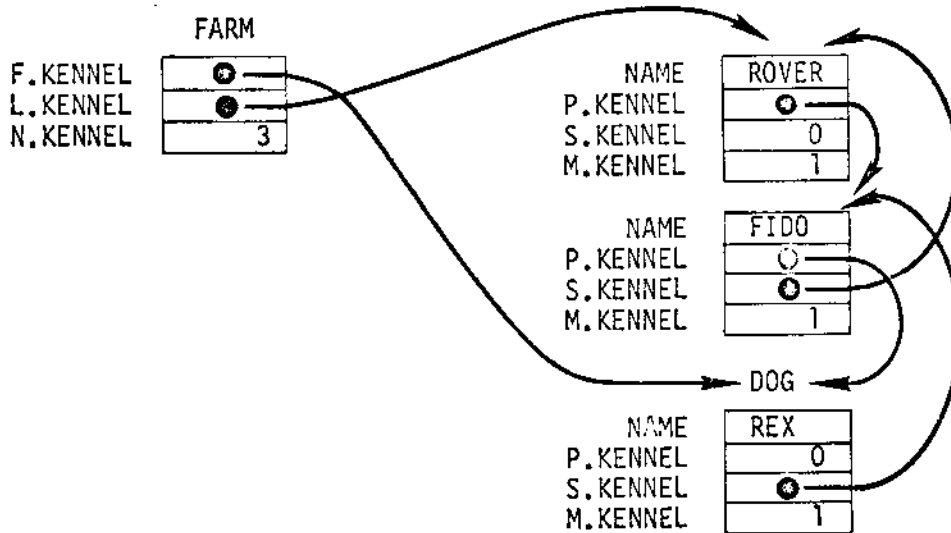 FARM
F.KENNEL
L.KENNEL
N.KENNEL 3
NAME ROVER
P.KENNEL
S.KENNEL 0
M.KENNEL 1
NAME FIDO
P.KENNEL
S.KENNEL
M.KENNEL 1
DOG
NAME REX
P.KENNEL 0
S.KENNEL
M.KENNEL 1